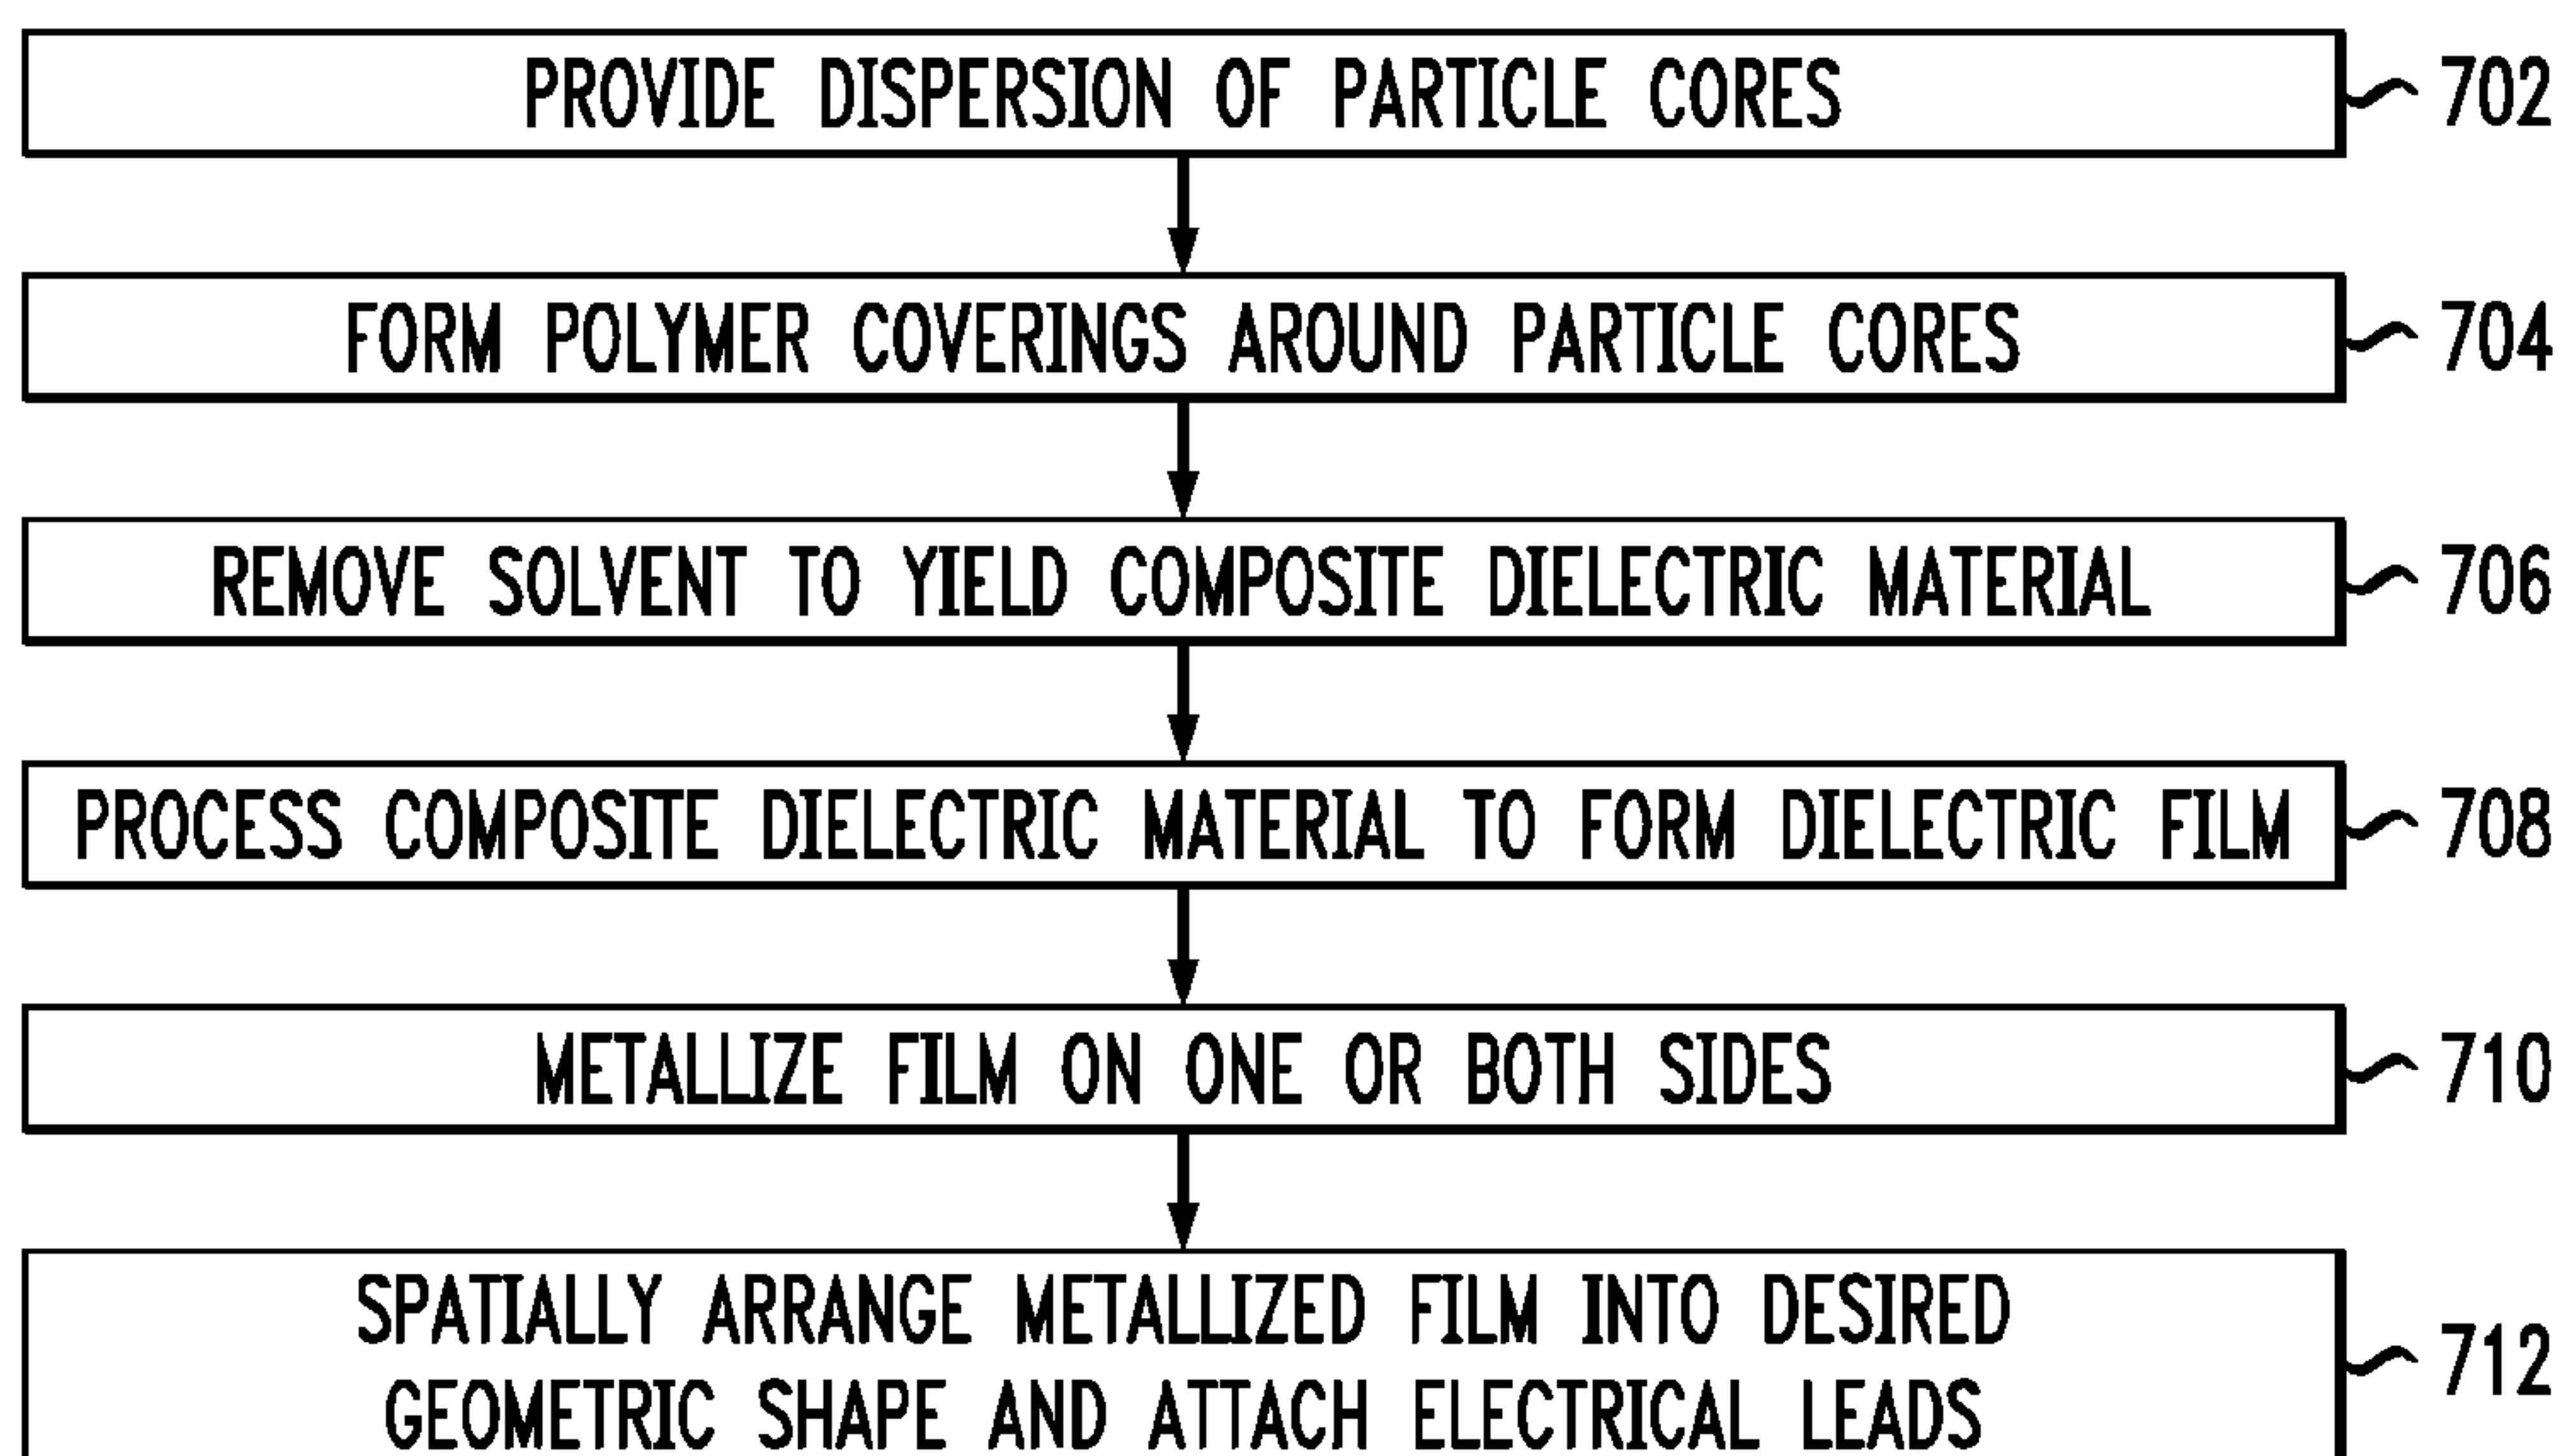 PROVIDE DISPERSION OF PARTICLE CORES 702
FORM POLYMER COVERINGS AROUND PARTICLE CORES 704
REMOVE SOLVENT TO YIELD COMPOSITE DIELECTRIC MATERIAL 706
PROCESS COMPOSITE DIELECTRIC MATERIAL TO FORM DIELECTRIC FILM 708
METALLIZE FILM ON ONE OR BOTH SIDES 710
SPATIALLY ARRANGE METALLIZED FILM INTO DESIRED
GEOMETRIC SHAPE AND ATTACH ELECTRICAL LEADS
712